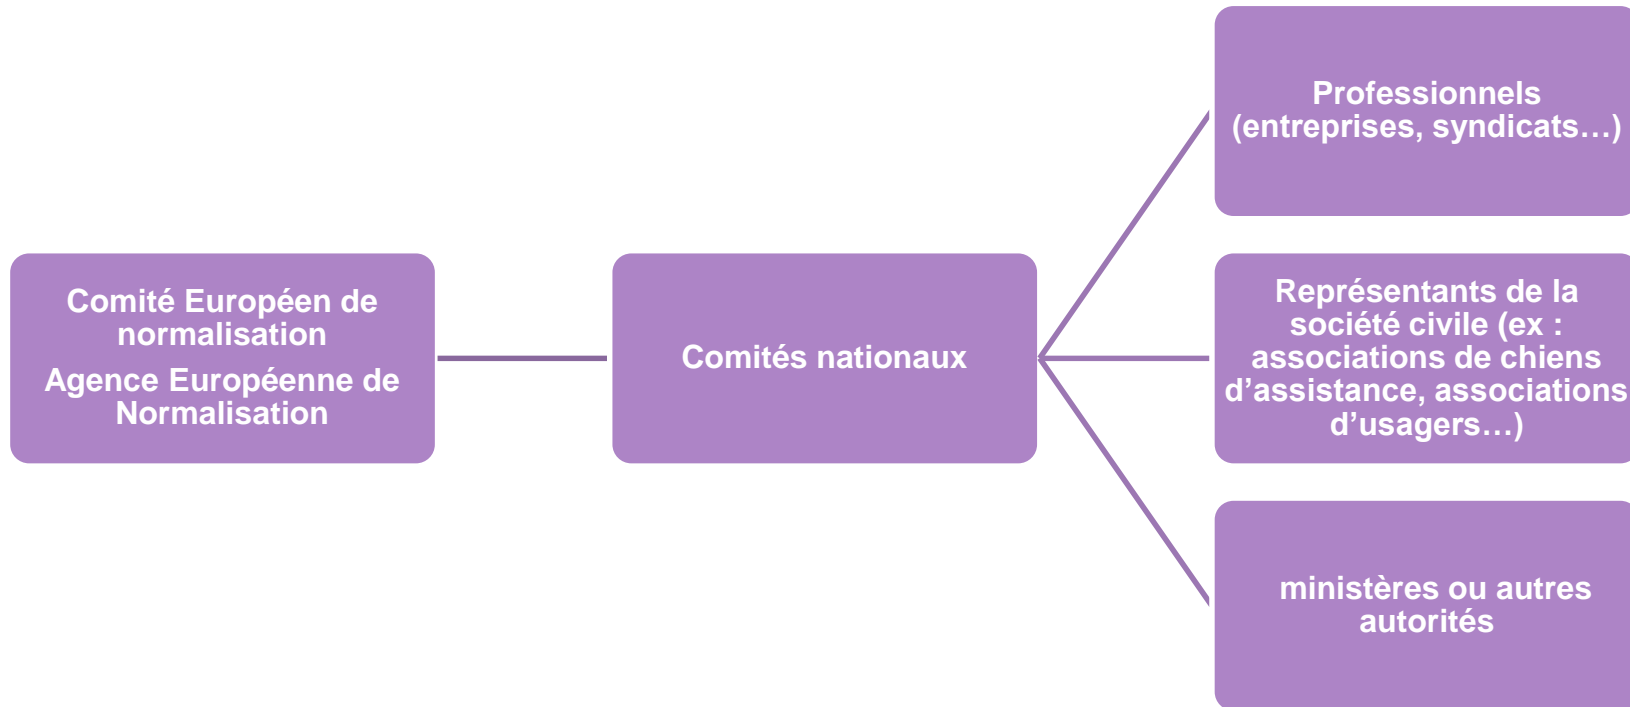 Comité Européen de
normalisation
Agence Européenne de
Normalisation
Comités nationaux
Professionnels
(entreprises, syndicats…)
Représentants de la
société civile (ex :
associations de chiens
d’assistance, associations
d’usagers…)
ministères ou autres
autorités